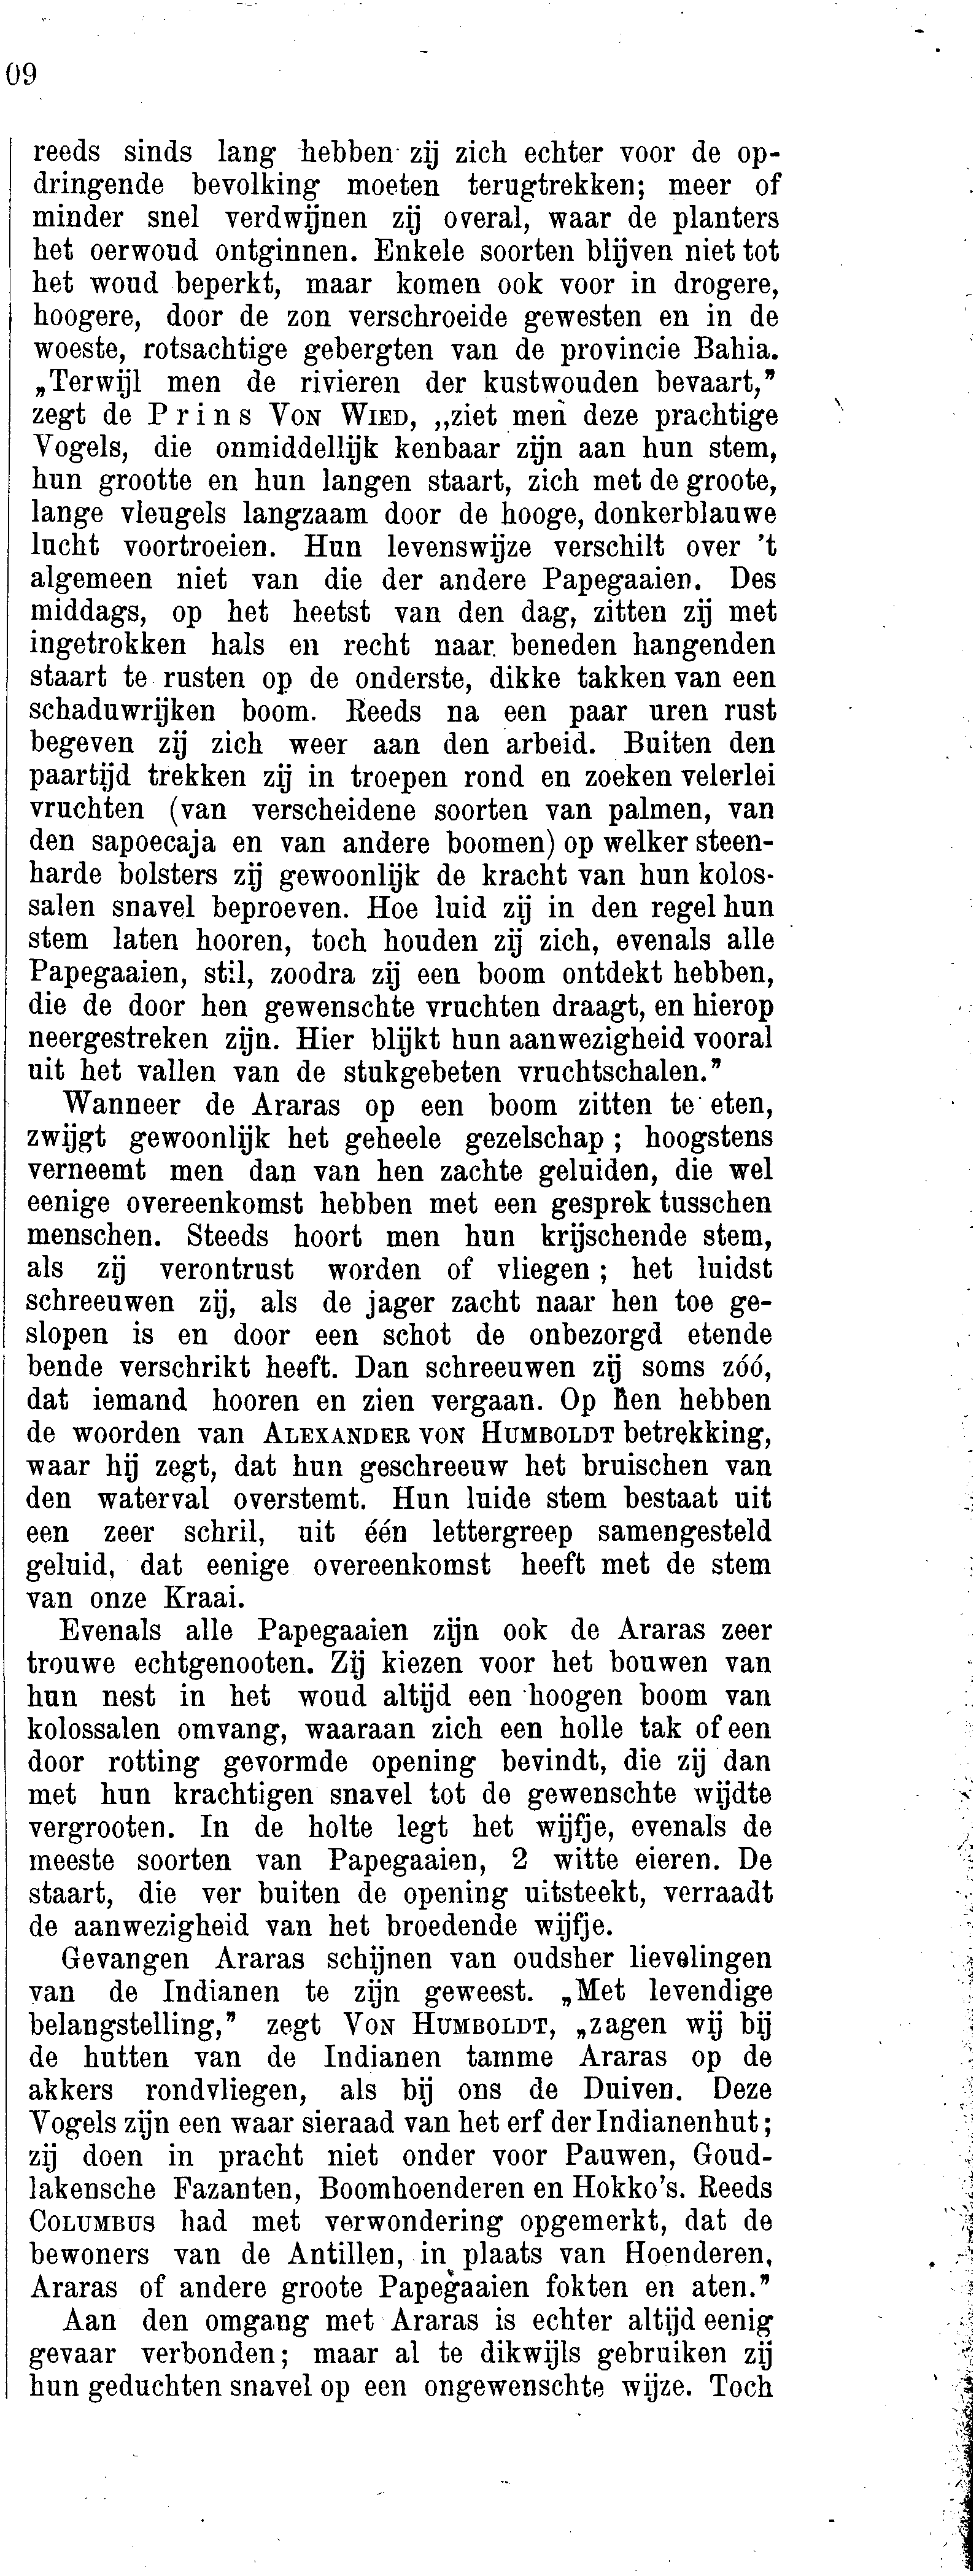 09
reeds sinds lang hebben zij zich echter voor de op-
dringende bevolking moeten terugtrekken; meer of
minder snel verdwijnen zij overal, waar de planters
het oerwoud ontginnen. Enkele soorten blijven niet tot
het woud beperkt, maar komen ook voor in drogere,
hoogere, door de zon verschroeide gewesten en in de
woeste, rotsachtige gebergten van de provincie Bahia.
„Terwijl men de rivieren der kustwouden bevaart,”
zegt de Prins VON WIED, „ziet men deze prachtige
Vogels, die onmiddellijk kenbaar zijn aan hun stem,
hun grootte en hun langen staart, zich met de groote,
lange vleugels langzaam door de hooge, donkerblauwe
lucht voortroeien. Hun levenswijze verschilt over 't
algemeen niet van die der andere Papegaaien. Des
middags, op het heetst van den dag, zitten zij met
ingetrokken hals en recht naar beneden hangenden
staart te rusten op de onderste, dikke takken van een
schaduwrijken boom. Reeds na een paar uren rust
begeven zij zich weer aan den arbeid. Buiten den
paartijd trekken zij in troepen rond en zoeken velerlei
vruchten (van verscheidene soorten van palmen, van
den sapoecaja en van andere boomen) op welker steen-
harde bolsters zij gewoonlijk de kracht van hun kolos-
salen snavel beproeven. Hoe luid zij in den regel hun
stem laten hooren, toch houden zij zich, evenals alle
Papegaaien, stil, zoodra zij een boom ontdekt hebben,
die de door hen gewenschte vruchten draagt, en hierop
neergestreken zijn. Hier blijkt hun aanwezigheid vooral
uit het vallen van de stukgebeten vruchtschalen.”
Wanneer de Araras op een boom zitten te eten,
zwijgt gewoonlijk het geheele gezelschap ; hoogstens
verneemt men dan van hen zachte geluiden, die wel
eenige overeenkomst hebben met een gesprek tusschen
menschen. Steeds hoort men hun krijschende stem,
als zij verontrust worden of vliegen ; het luidst
schreeuwen zij, als de jager zacht naar hen toe ge-
slopen is en door een schot de onbezorgd etende
bende verschrikt heeft. Dan schreeuwen zij soms zóó,
dat iemand hooren en zien vergaan. Op hen hebben
de woorden van ALEXANDER VON HUMBOLDT betrekking,
waar hij zegt, dat hun geschreeuw het bruischen van
den waterval overstemt. Hun luide stem bestaat uit
een zeer schril, uit één lettergreep samengesteld
geluid, dat eenige overeenkomst heeft met de stem
van onze Kraai.
Evenals alle Papegaaien zijn ook de Araras zeer
trouwe echtgenooten. Zij kiezen voor het bouwen van
hun nest in het woud altijd een hoogen boom van
kolossalen omvang, waaraan zich een holle tak of een
door rotting gevormde opening bevindt, die zij dan
met hun krachtigen snavel tot de gewenschte wijdte
vergrooten. In de holte legt het wijfje, evenals de
meeste soorten van Papegaaien, 2 witte eieren. De
staart, die ver buiten de opening uitsteekt, verraadt
de aanwezigheid van het broedende wijfje.
Gevangen Araras schijnen van oudsher lievelingen
van de Indianen te zijn geweest. „Met levendige
belangstelling,” zegt VON HUMBOLDT, „zagen wij bij
de hutten van de Indianen tamme Araras op de
akkers rondvliegen, als bij ons de Duiven. Deze
Vogels zijn een waar sieraad van het erf der Indianenhut;
zij doen in pracht niet onder voor Pauwen, Goud-
lakensche Fazanten, Boomhoenderen en Hokko's. Reeds
COLUMBUS had met verwondering opgemerkt, dat de
bewoners van de Antillen, in plaats van Hoenderen,
Araras of andere groote Papegaaien fokten en aten.”
Aan den omgang met Araras is echter altijd eenig
gevaar verbonden; maar al te dikwijls gebruiken zij
hun geduchten snavel op een ongewenschte wijze. Toch